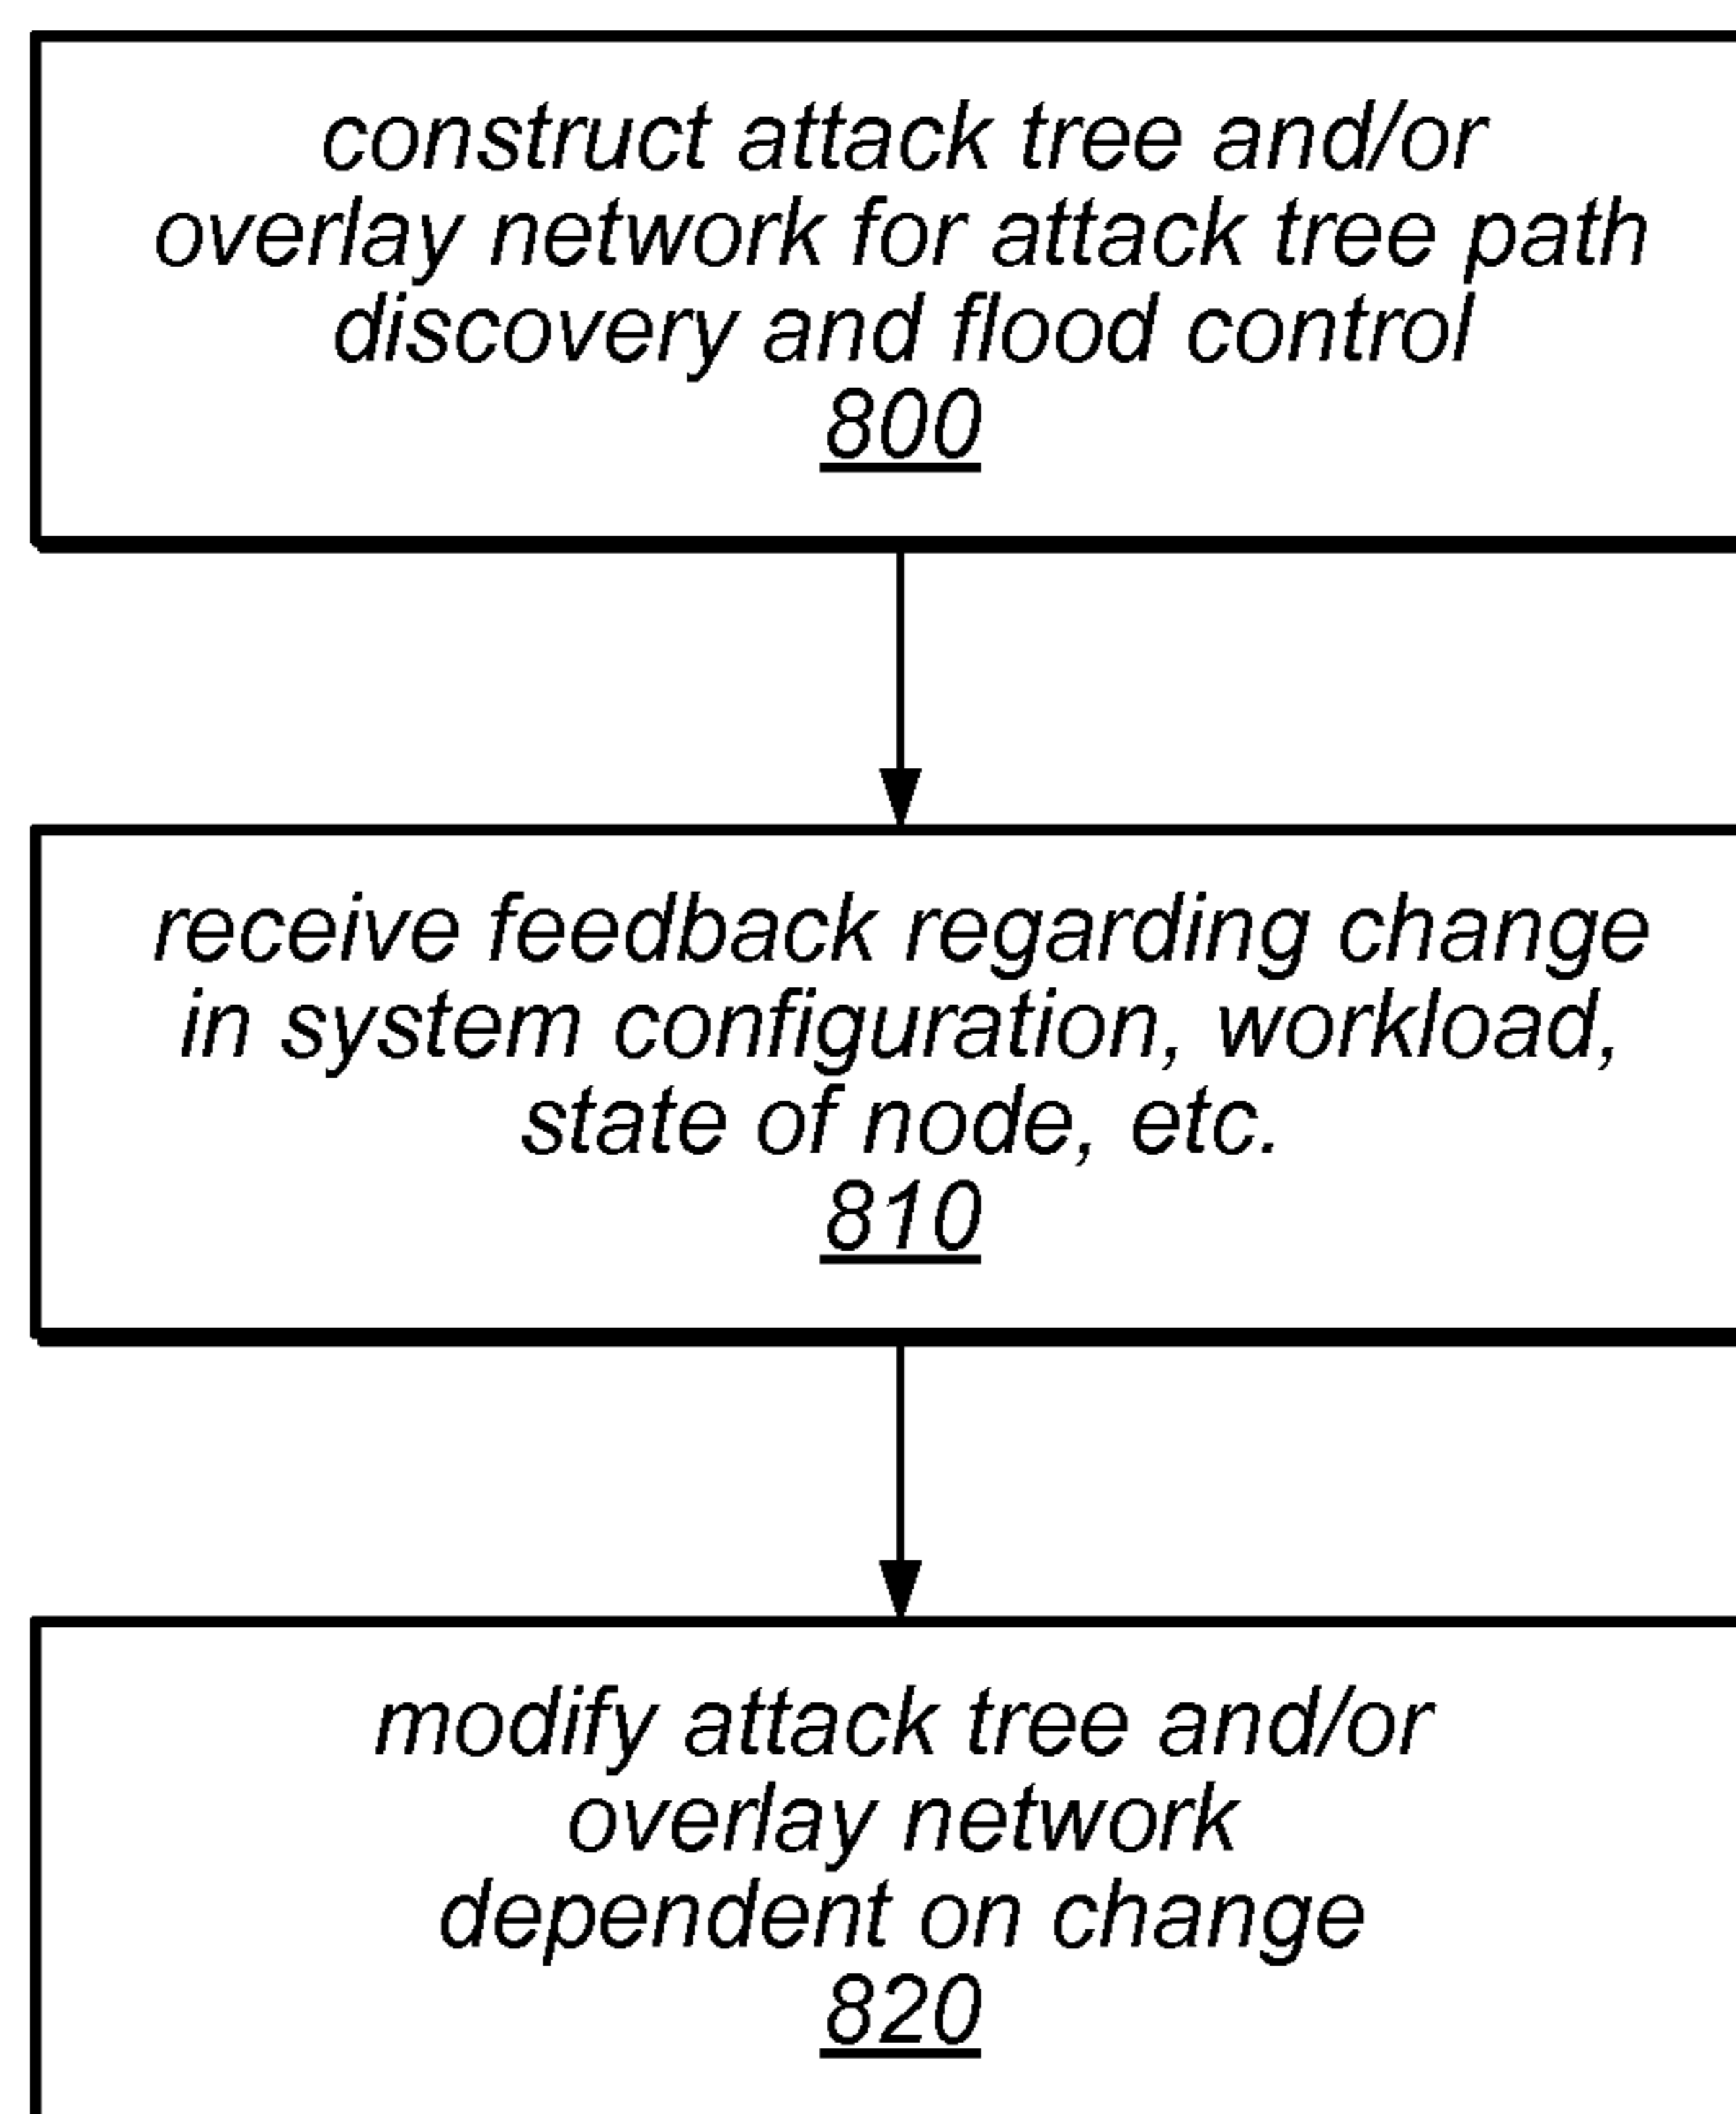 construct attack tree and/or
overlay network for attack tree path
discovery and flood control
800
receive feedback regarding change
in system configuration, workload,
state of node, etc.
810
modify attack tree and/or
overlay network
dependent on change
820